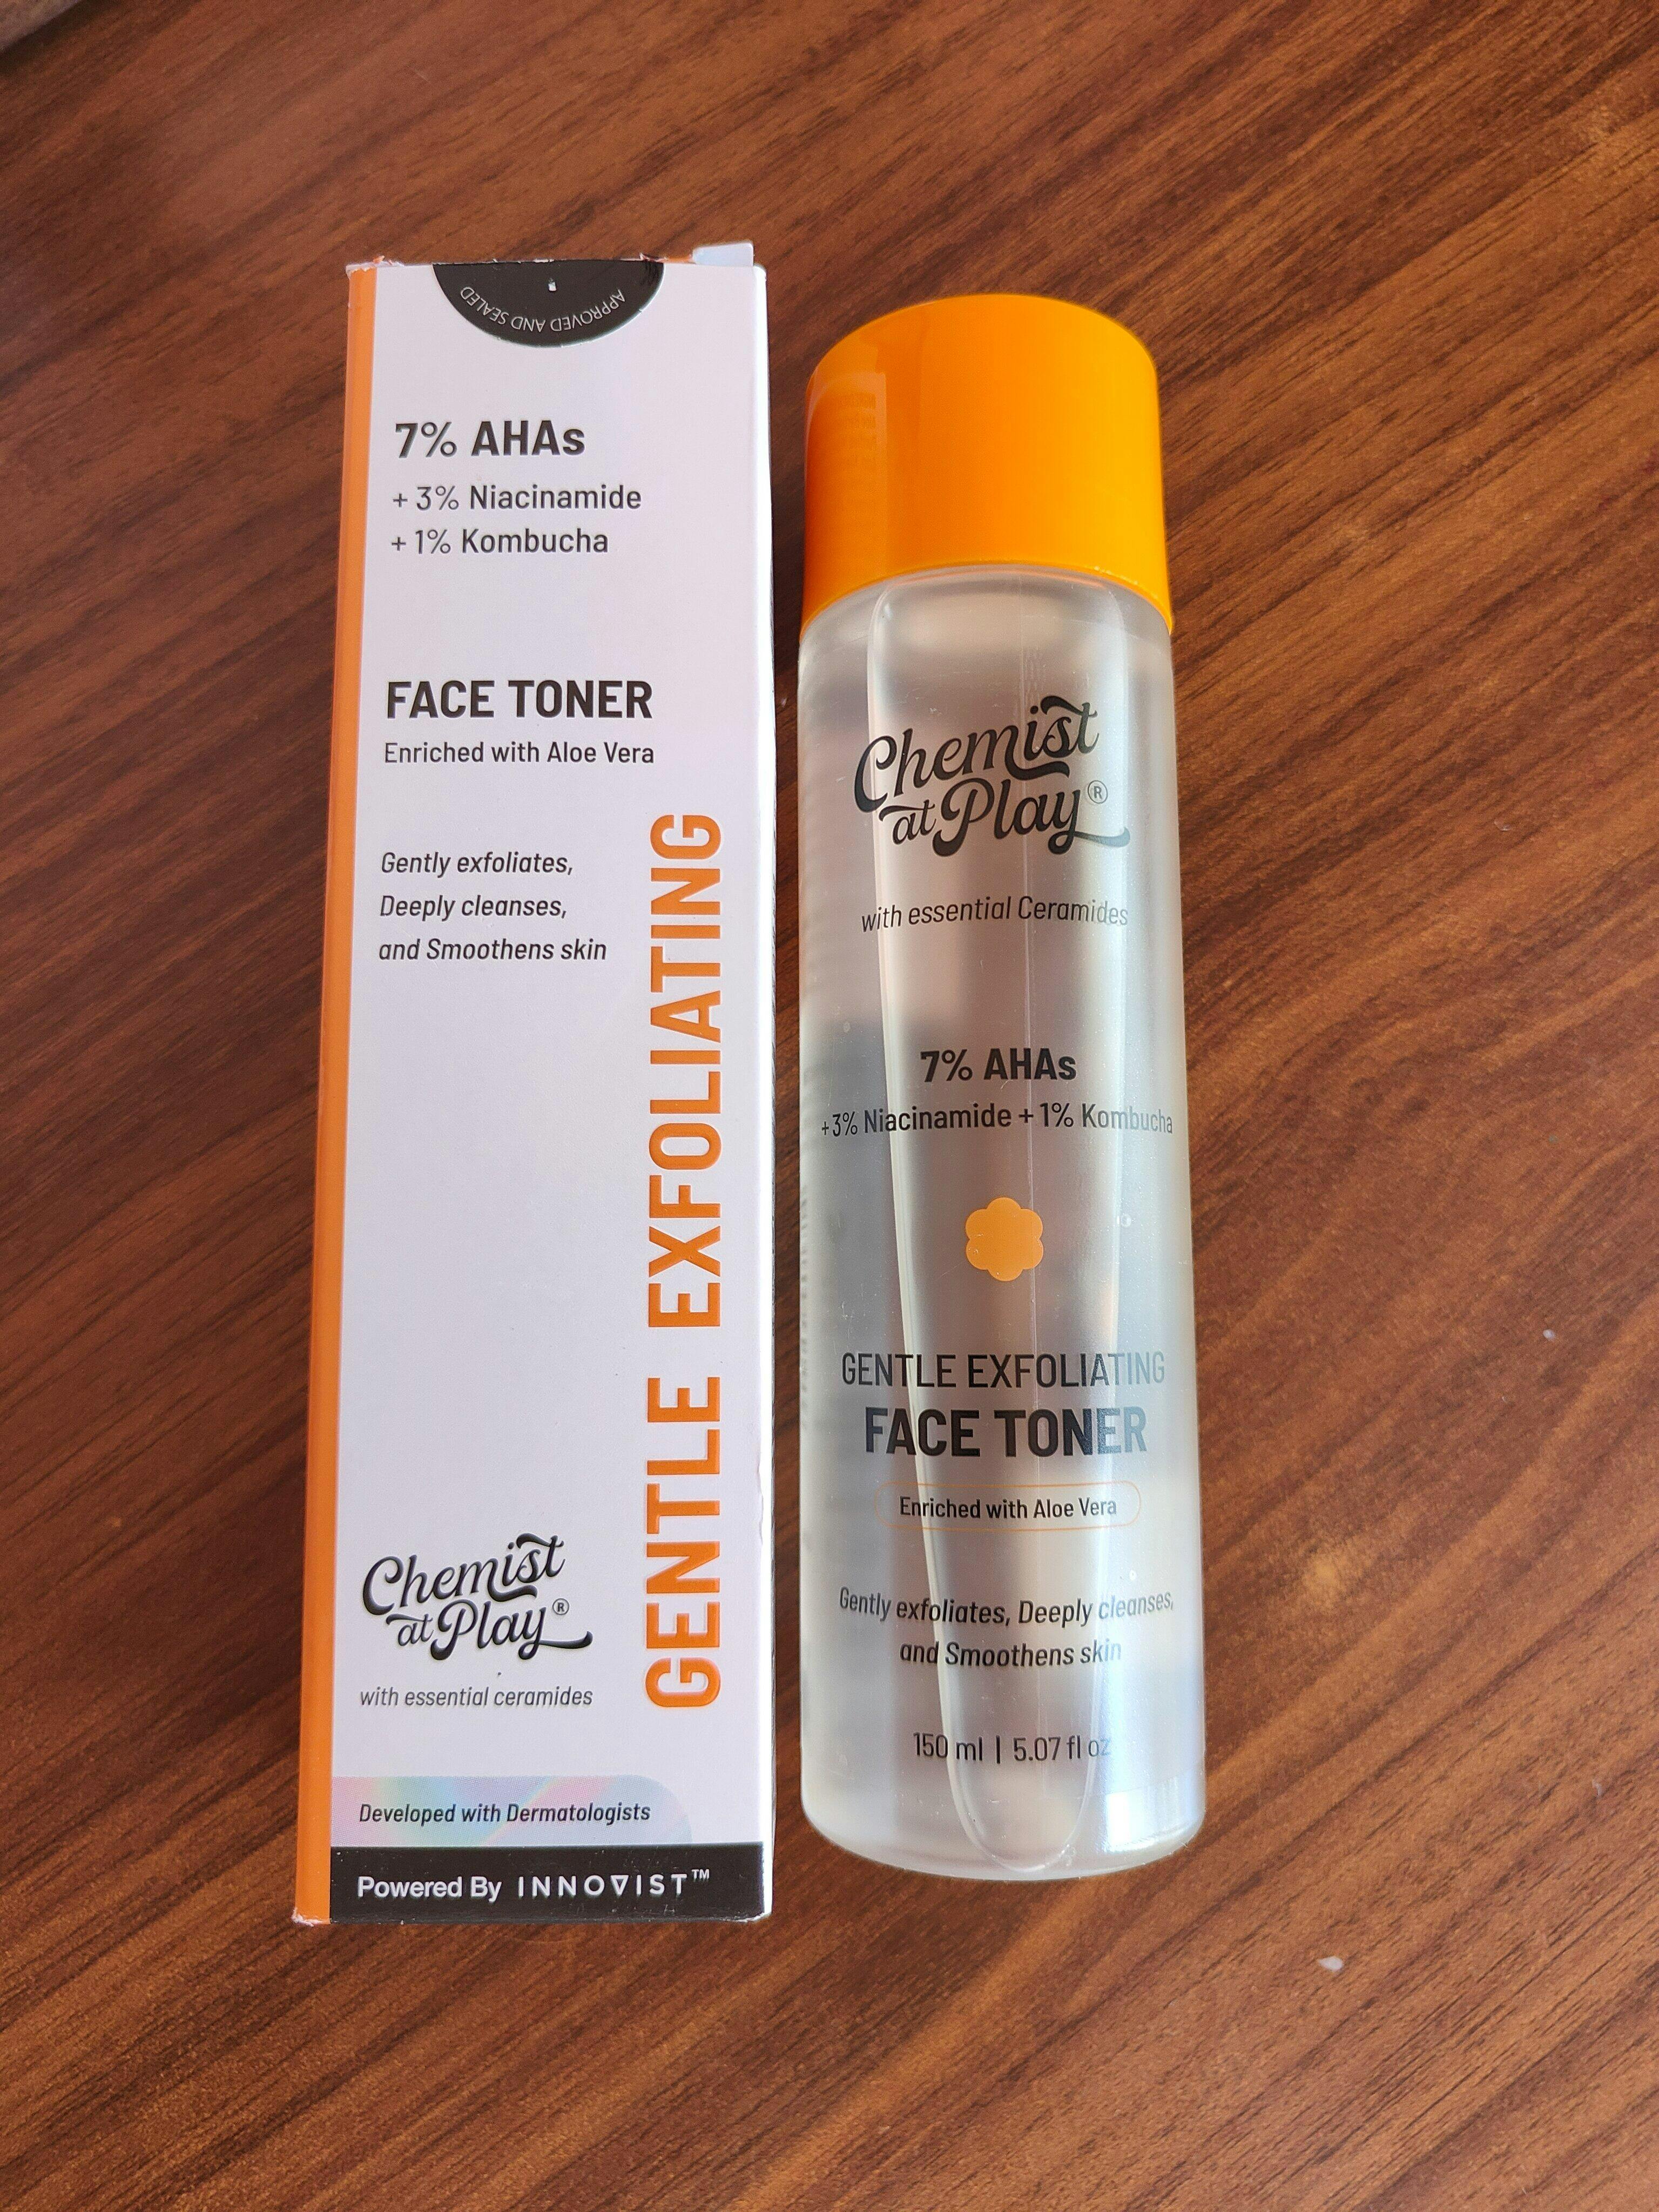 APPROVED AND SEALED
7% AHAs
+ 3% Niacinamide
+ 1% Kombucha
FACE TONER
Enriched with Aloe Vera
Gently exfoliates,
Deeply cleanses,
and Smoothens skin
GENTLE EXFOLIATING
Chemist
at Play®
with essential ceramides
Developed with Dermatologists
Powered By INNOVIST™
Chemist
at Play®
with essential Ceramides
7% AHAs
+3% Niacinamide + 1% Kombucha
GENTLE EXFOLIATING
FACE TONER
Enriched with Aloe Vera
Gently exfoliates, Deeply cleanses,
and Smoothens skin
150 ml | 5.07 fl oz